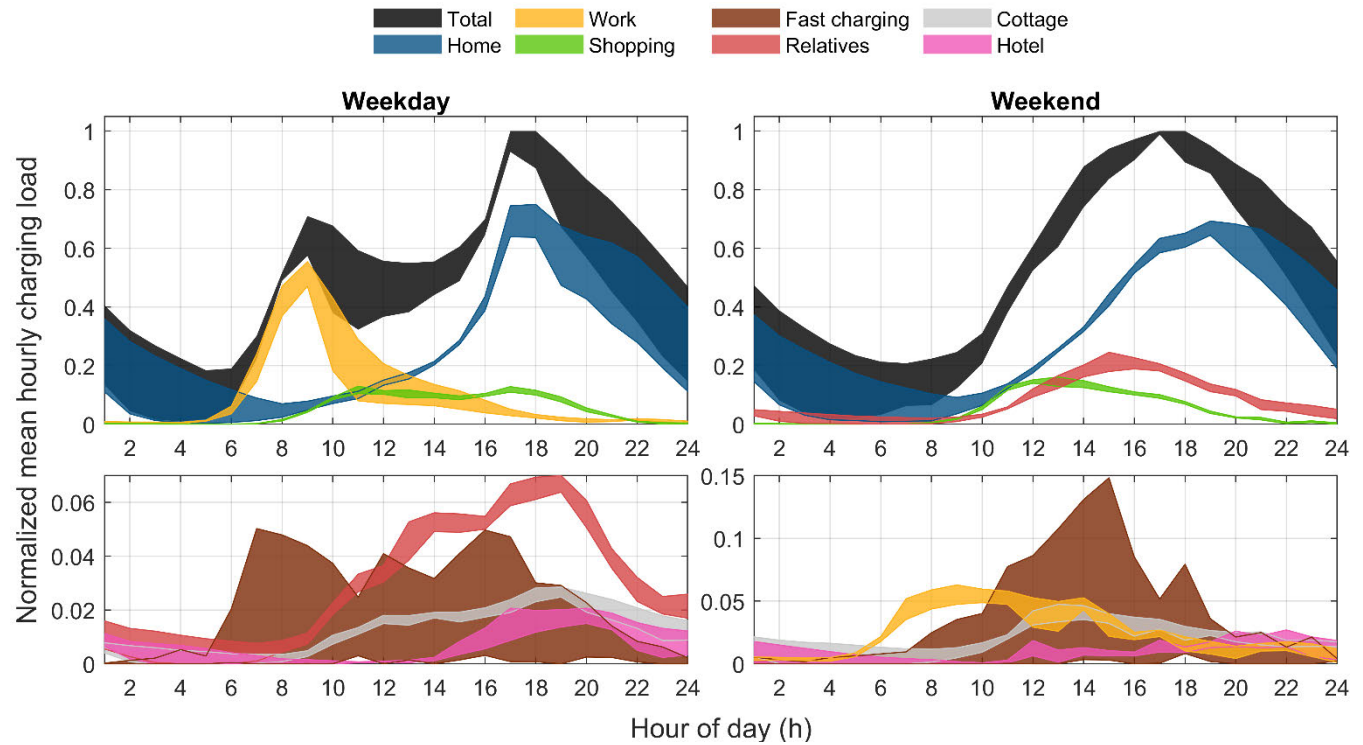 Total Work Fast charging Cottage
Home Shopping Relatives Hotel
Weekday Weekend
Normalized mean hourly charging load
1
0.8
0.6
0.4
0.2
0
2 4 6 8 10 12 14 16 18 20 22 24
1
0.8
0.6
0.4
0.2
0
2 4 6 8 10 12 14 16 18 20 22 24
0.06
0.04
0.02
0
2 4 6 8 10 12 14 16 18 20 22 24
0.15
0.1
0.05
0
2 4 6 8 10 12 14 16 18 20 22 24
Hour of day (h)